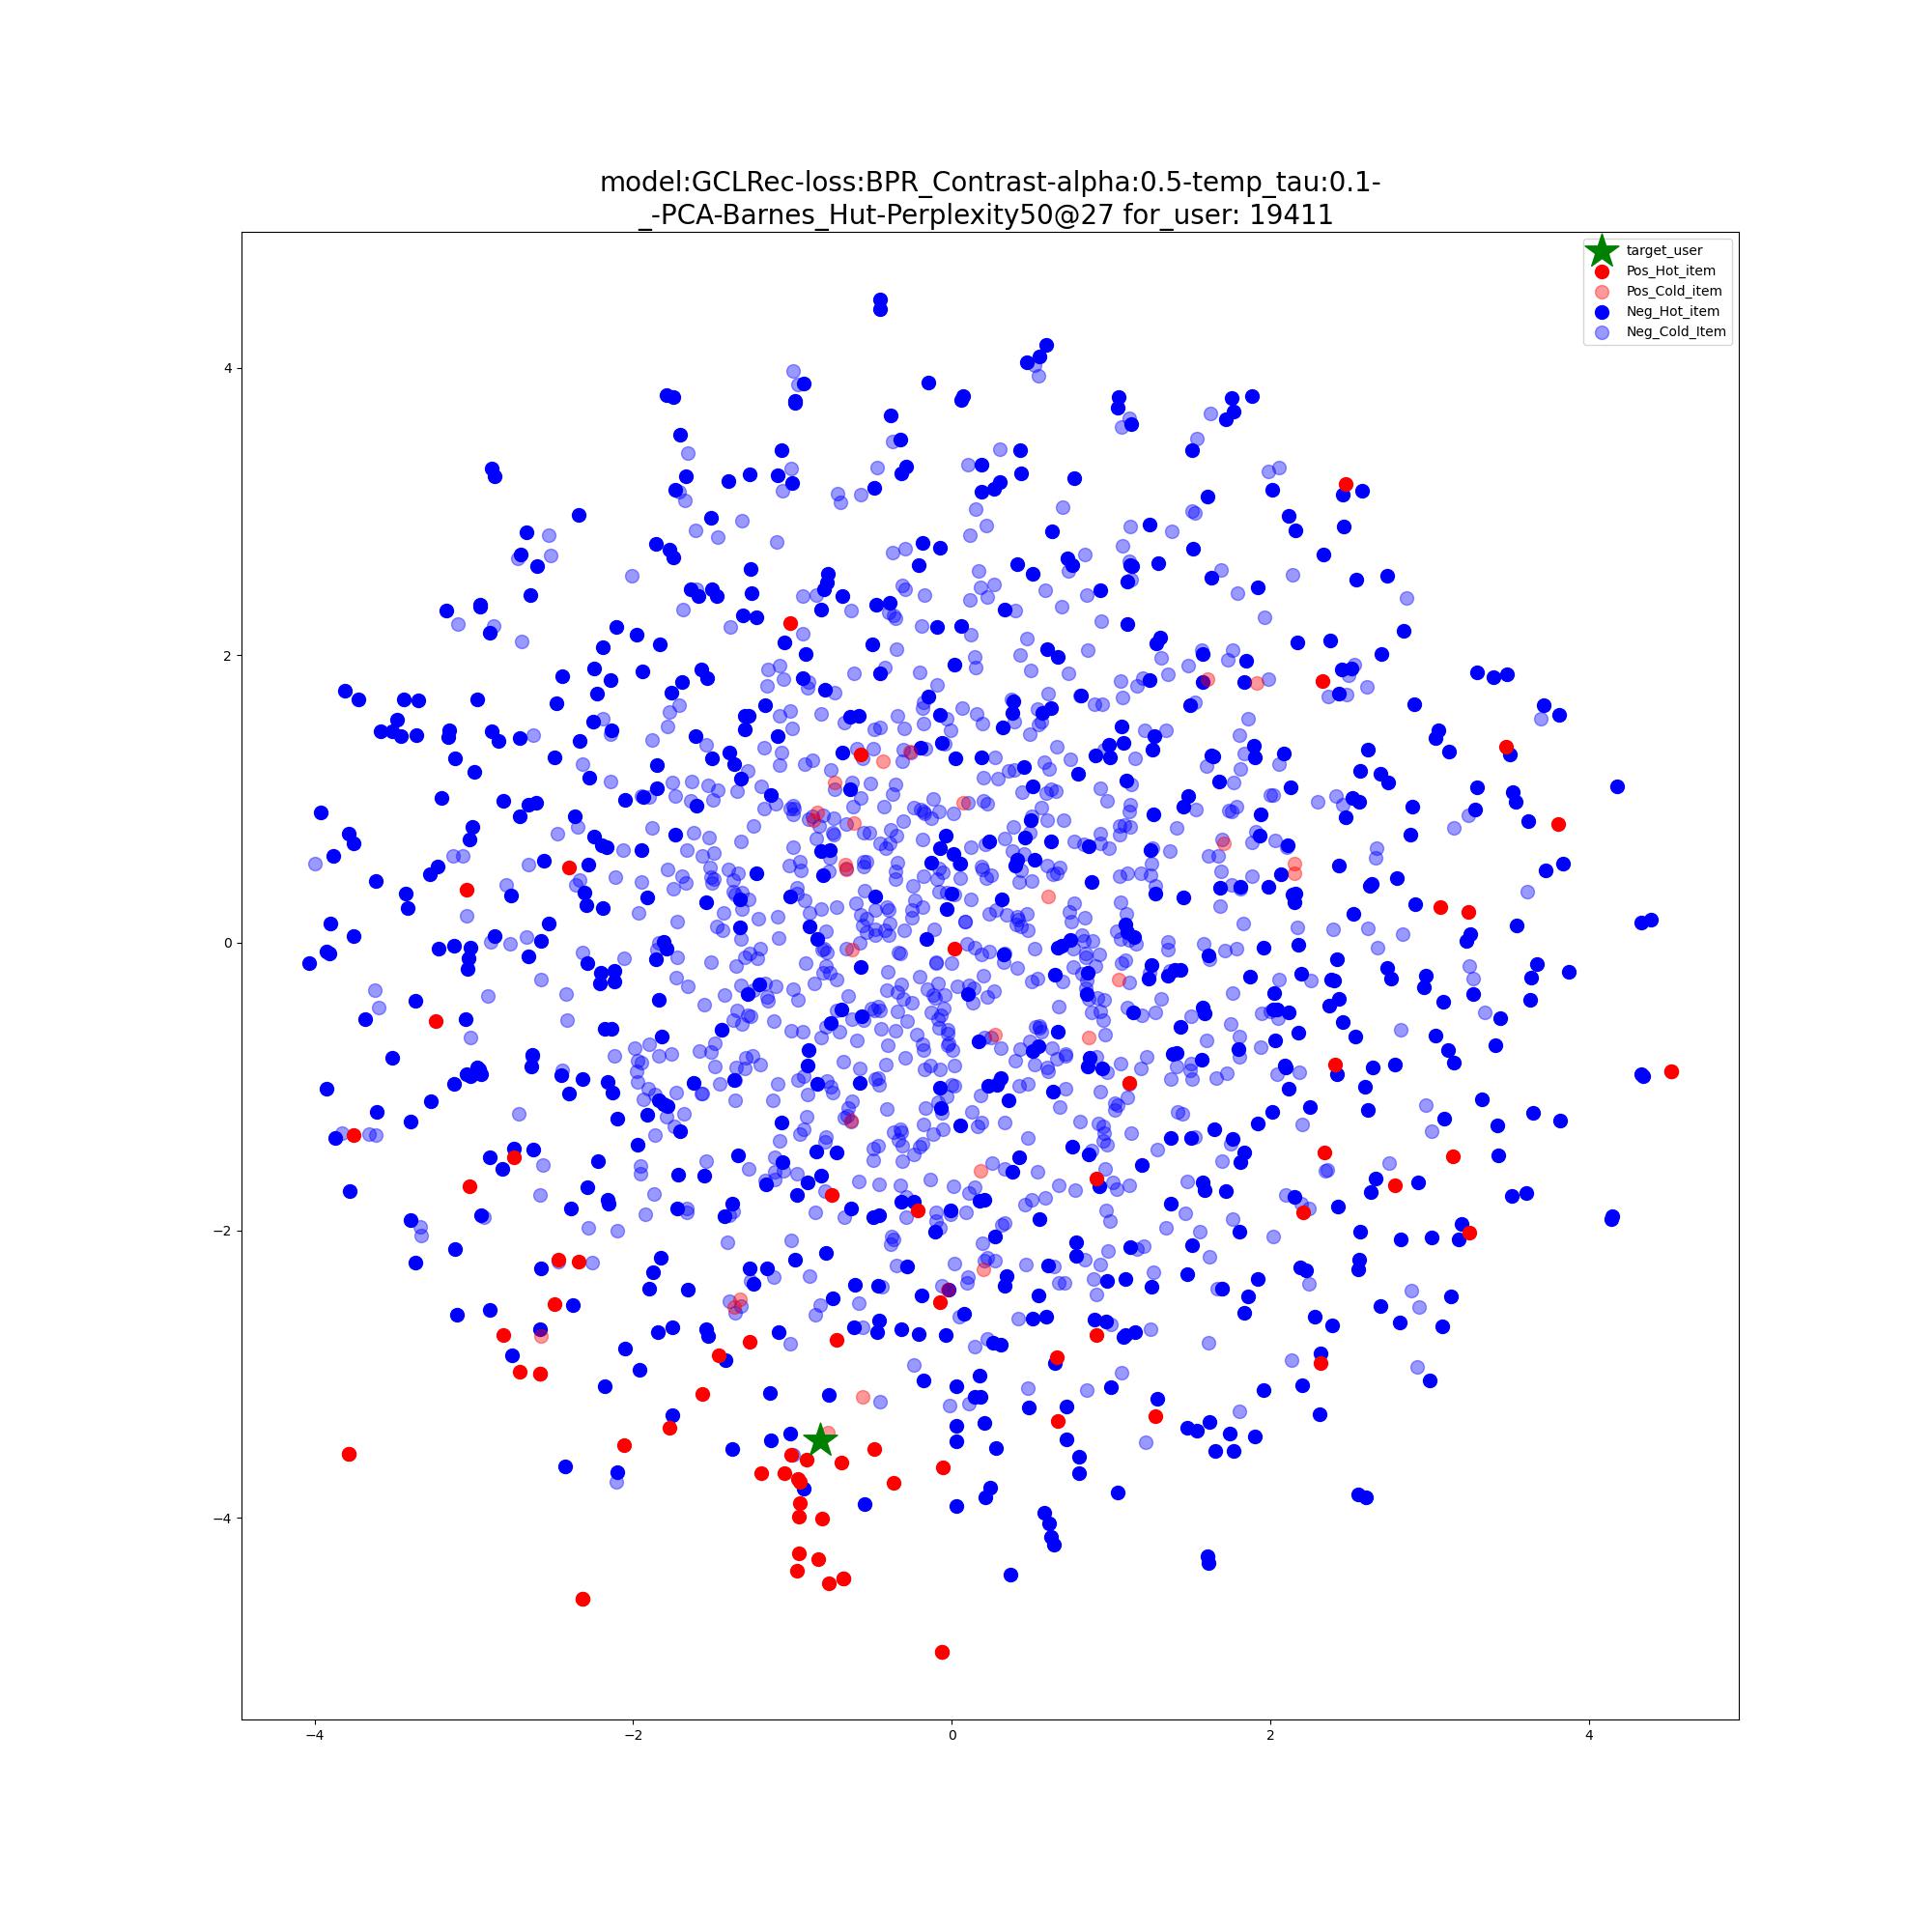 model:GCLRec-loss:BPR_Contrast-alpha:0.5-temp_tau:0.1-
_-PCA-Barnes_Hut-Perplexity50@27 for_user: 19411
target_user
Pos_Hot_item
Pos_Cold_item
Neg_Hot_item
Neg_Cold_Item
4
2
0
−2
−4
−4
−2
0
2
4